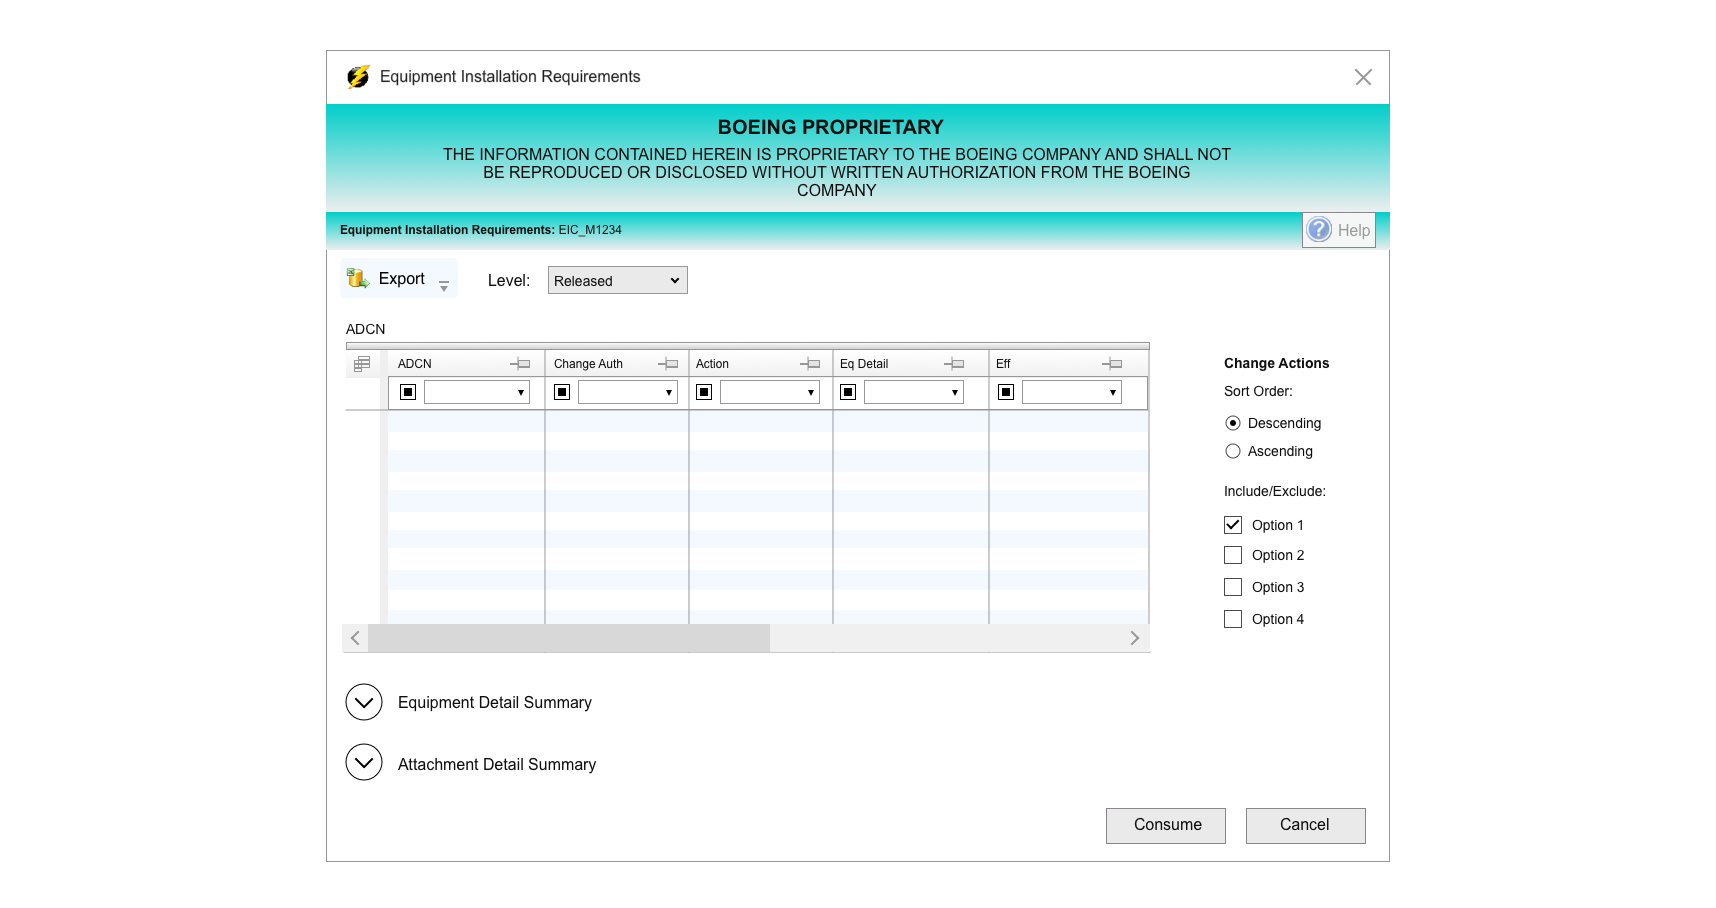 Equipment Installation Requirements
BOEING PROPRIETARY
THE INFORMATION CONTAINED HEREIN IS PROPRIETARY TO THE BOEING COMPANY AND SHALL NOT
BE REPRODUCED OR DISCLOSED WITHOUT WRITTEN AUTHORIZATION FROM THE BOEING
COMPANY
Equipment Installation Requirements: EIC_M1234
? Help
Export
Level: Released
ADCN
ADCN Change Auth Action Eq Detail Eff
Change Actions
Sort Order:
Descending
Ascending
Include/Exclude:
Option 1
Option 2
Option 3
Option 4
Equipment Detail Summary
Attachment Detail Summary
Consume Cancel